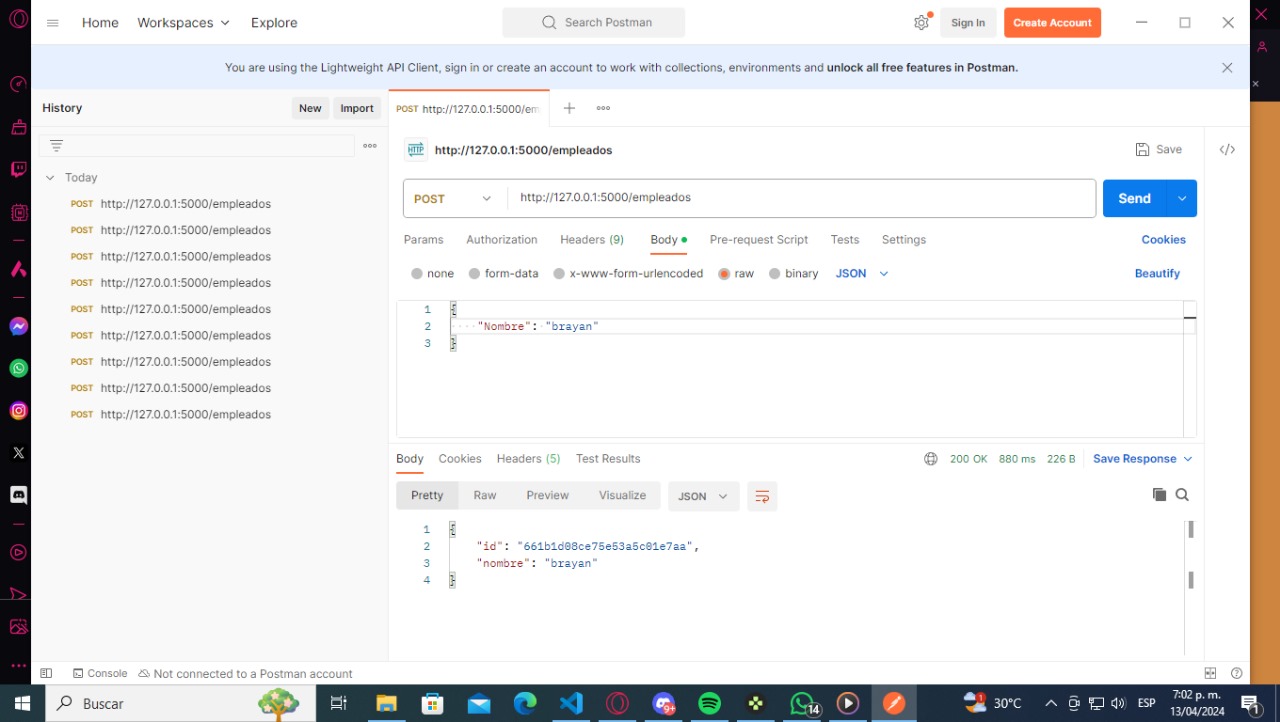 Home Workspaces Explore Search Postman Sign In Create Account
You are using the Lightweight API Client, sign in or create an account to work with collections, environments and unlock all free features in Postman.
History New Import POST http://127.0.0.1:5000/em
HTTP http://127.0.0.1:5000/empleados Save </>
Today
POST http://127.0.0.1:5000/empleados
POST http://127.0.0.1:5000/empleados
POST http://127.0.0.1:5000/empleados
POST http://127.0.0.1:5000/empleados
POST http://127.0.0.1:5000/empleados
POST http://127.0.0.1:5000/empleados
POST http://127.0.0.1:5000/empleados
POST http://127.0.0.1:5000/empleados
POST http://127.0.0.1:5000/empleados
POST http://127.0.0.1:5000/empleados Send
Params Authorization Headers (9) Body Pre-request Script Tests Settings Cookies
none form-data x-www-form-urlencoded raw binary JSON Beautify
1 {
2 "Nombre": "brayan"
3 }
Body Cookies Headers (5) Test Results 200 OK 880 ms 226 B Save Response
Pretty Raw Preview Visualize JSON
1 {
2 "id": "661b1d08ce75e53a5c01e7aa",
3 "nombre": "brayan"
4 }
Console Not connected to a Postman account
Buscar 9+ 14 1 30°C ESP 7:02 p. m. 1
13/04/2024